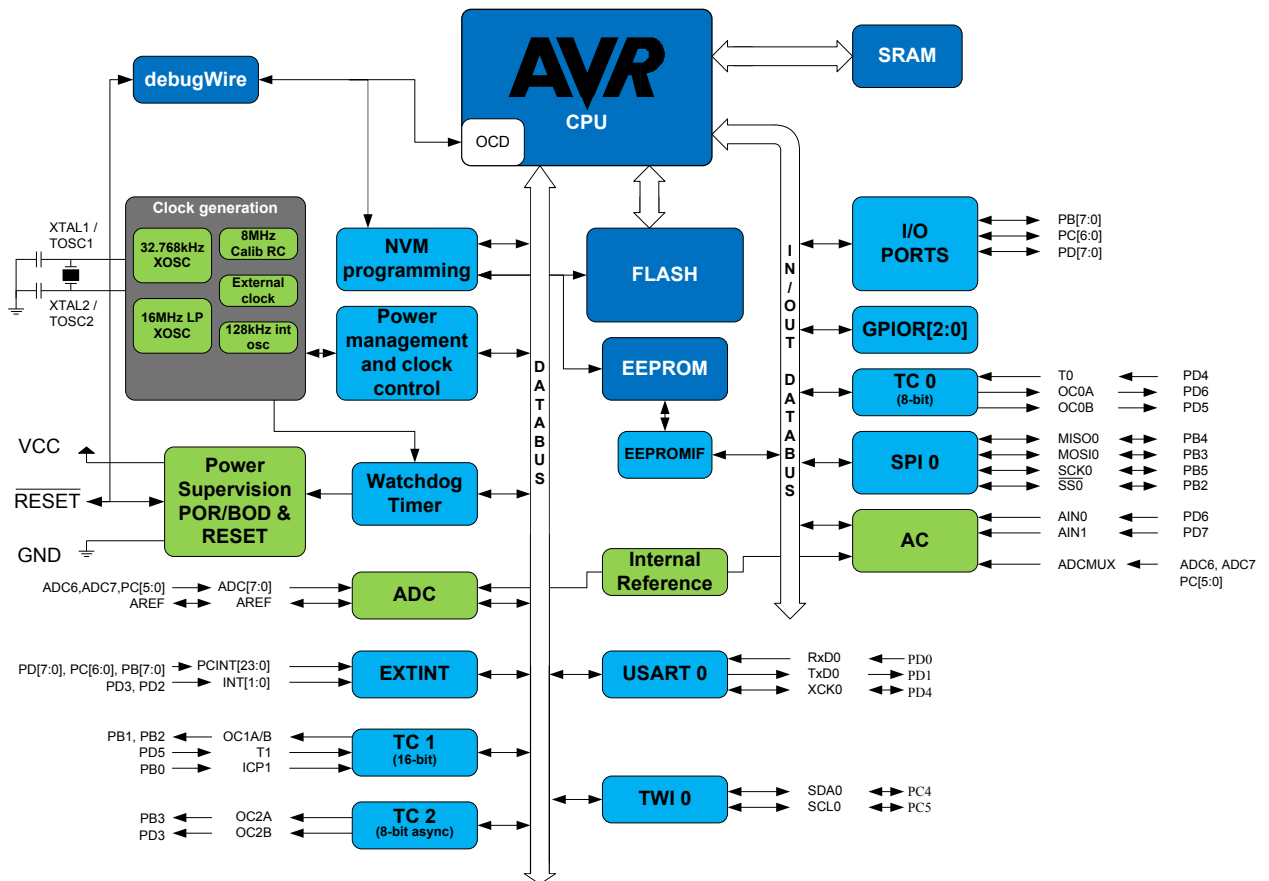 AVR
CPU
OCD
SRAM
debugWire
Clock generation
32.768kHz
XOSC
8MHz
Calib RC
External
clock
16MHz LP
XOSC
128kHz int
osc
XTAL1 /
TOSC1
XTAL2 /
TOSC2
NVM
programming
Power
management
and clock
control
FLASH
EEPROM
EEPROMIF
DATABUS
IN/OUT DATABUS
I/O
PORTS
PB[7:0]
PC[6:0]
PD[7:0]
GPIOR[2:0]
TC 0
(8-bit)
T0 PD4
OC0A PD6
OC0B PD5
SPI 0
MISO0 PB4
MOSI0 PB3
SCK0 PB5
SS0 PB2
AC
AIN0 PD6
AIN1 PD7
ADCMUX ADC6, ADC7
PC[5:0]
VCC
RESET
GND
Power
Supervision
POR/BOD &
RESET
Watchdog
Timer
Internal
Reference
ADC6,ADC7,PC[5:0] ADC[7:0]
AREF AREF
ADC
PD[7:0], PC[6:0], PB[7:0] PCINT[23:0]
PD3, PD2 INT[1:0]
EXTINT
USART 0
RxD0 PD0
TxD0 PD1
XCK0 PD4
PB1, PB2 OC1A/B
PD5 T1
PB0 ICP1
TC 1
(16-bit)
TWI 0
SDA0 PC4
SCL0 PC5
PB3 OC2A
PD3 OC2B
TC 2
(8-bit async)